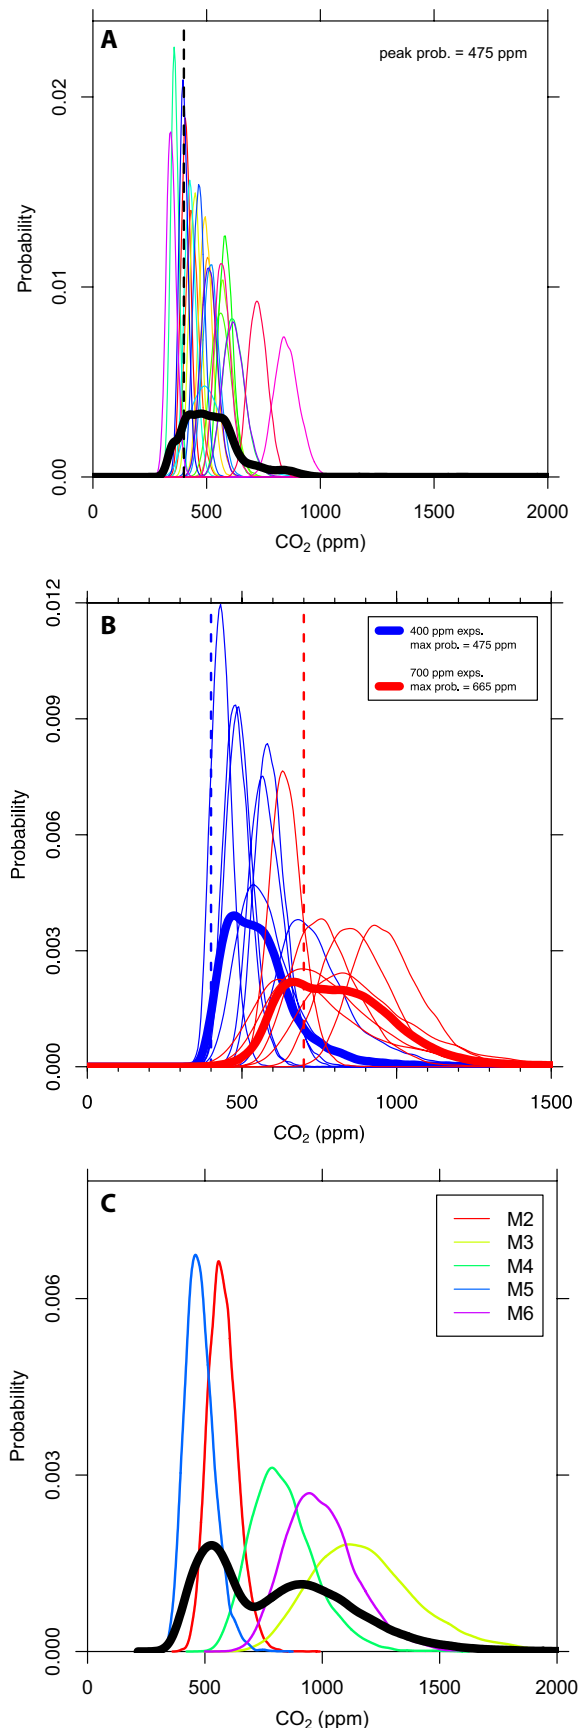 A
peak prob. = 475 ppm
0.02
0.01
0.00
Probability
0 500 1000 1500 2000
CO2 (ppm)
B
400 ppm exps.
max prob. = 475 ppm
700 ppm exps.
max prob. = 665 ppm
0.012
0.009
0.006
0.003
0.000
Probability
0 500 1000 1500
CO2 (ppm)
C
M2
M3
M4
M5
M6
0.006
0.003
0.000
Probability
0 500 1000 1500 2000
CO2 (ppm)